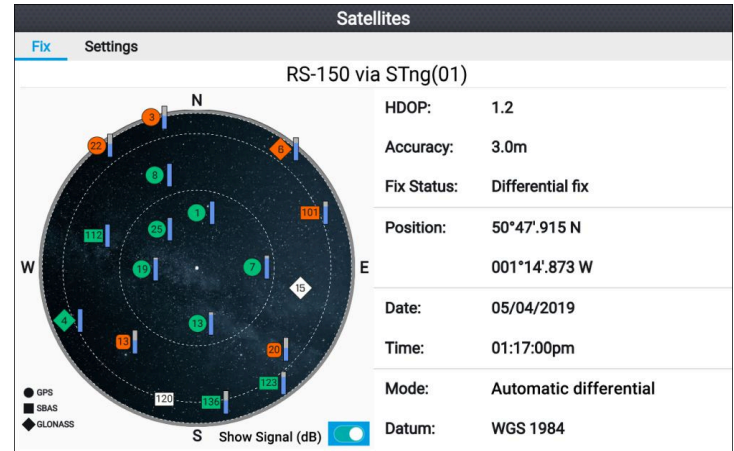 Satellites
Fix Settings
RS-150 via STng(01)
N
3
22
6
8
1
101
112
25
W
19
7
E
15
4
13
13
20
123
120
136
GPS
SBAS
GLONASS
S Show Signal (dB)
HDOP: 1.2
Accuracy: 3.0m
Fix Status: Differential fix
Position: 50°47'.915 N
001°14'.873 W
Date: 05/04/2019
Time: 01:17:00pm
Mode: Automatic differential
Datum: WGS 1984